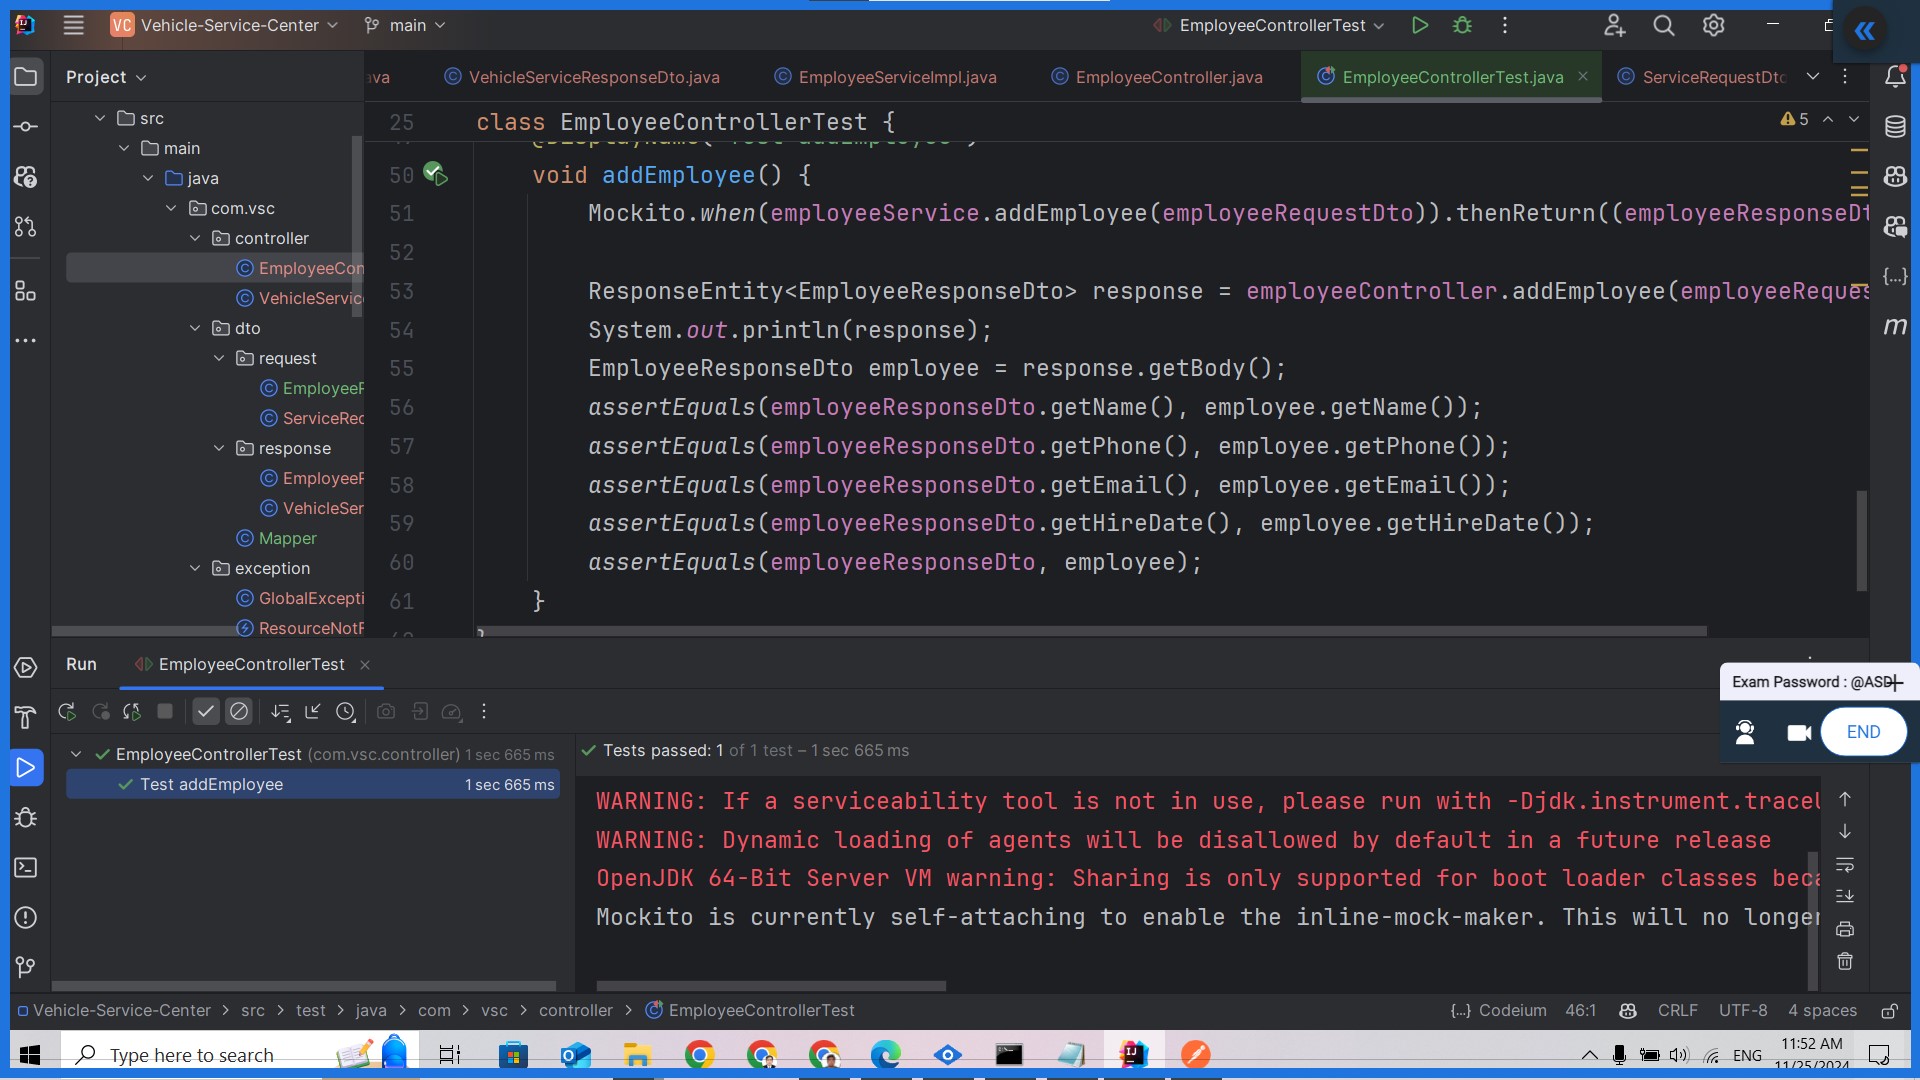 VC Vehicle-Service-Center main EmployeeControllerTest
Project
VehicleServiceResponseDto.java EmployeeServiceImpl.java EmployeeController.java EmployeeControllerTest.java ServiceRequestDto
src
main
java
com.vsc
controller
EmployeeCon
VehicleServic
dto
request
EmployeeR
ServiceRec
response
EmployeeR
VehicleSer
Mapper
exception
GlobalExcepti
ResourceNotF
25 class EmployeeControllerTest {
5
50 void addEmployee() {
51 Mockito.when(employeeService.addEmployee(employeeRequestDto)).thenReturn((employeeResponseDt
52
53 ResponseEntity<EmployeeResponseDto> response = employeeController.addEmployee(employeeReques
54 System.out.println(response);
55 EmployeeResponseDto employee = response.getBody();
56 assertEquals(employeeResponseDto.getName(), employee.getName());
57 assertEquals(employeeResponseDto.getPhone(), employee.getPhone());
58 assertEquals(employeeResponseDto.getEmail(), employee.getEmail());
59 assertEquals(employeeResponseDto.getHireDate(), employee.getHireDate());
60 assertEquals(employeeResponseDto, employee);
61 }
Run EmployeeControllerTest
Exam Password : @ASD
END
EmployeeControllerTest (com.vsc.controller) 1 sec 665 ms
Test addEmployee 1 sec 665 ms
Tests passed: 1 of 1 test – 1 sec 665 ms
WARNING: If a serviceability tool is not in use, please run with -Djdk.instrument.traceU
WARNING: Dynamic loading of agents will be disallowed by default in a future release
OpenJDK 64-Bit Server VM warning: Sharing is only supported for boot loader classes beca
Mockito is currently self-attaching to enable the inline-mock-maker. This will no longer
Vehicle-Service-Center > src > test > java > com > vsc > controller > EmployeeControllerTest
{...} Codeium 46:1 CRLF UTF-8 4 spaces
Type here to search
ENG
11:52 AM
11/25/2024